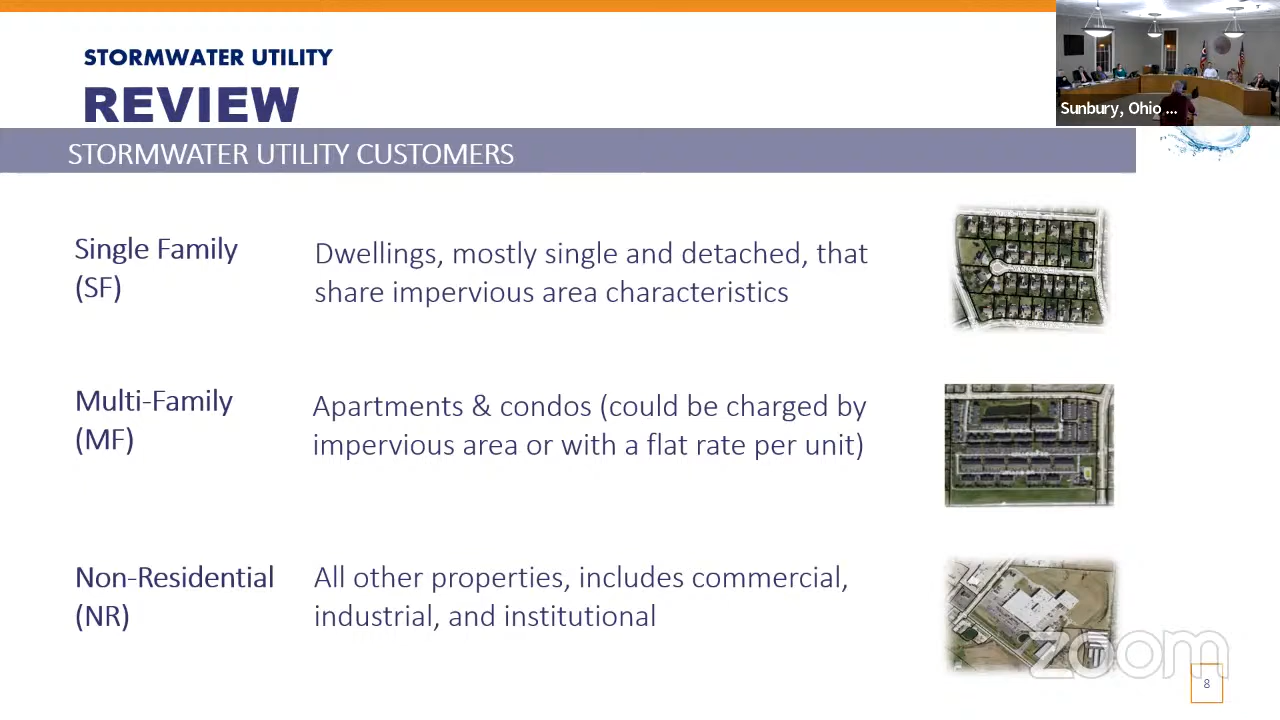 STORMWATER UTILITY
REVIEW
Sunbury, Ohio ...
STORMWATER UTILITY CUSTOMERS
Single Family
(SF)
Dwellings, mostly single and detached, that
share impervious area characteristics
Multi-Family
(MF)
Apartments & condos (could be charged by
impervious area or with a flat rate per unit)
Non-Residential
(NR)
All other properties, includes commercial,
industrial, and institutional
zoom
8